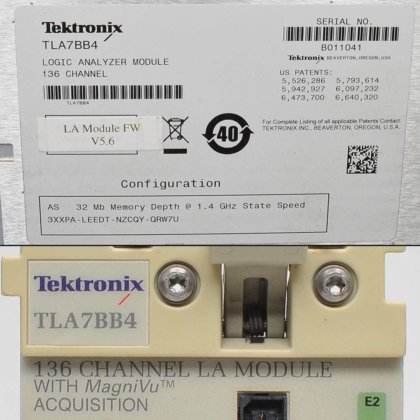 Tektronix
TLA7BB4
LOGIC ANALYZER MODULE
136 CHANNEL
TLA7BB4
SERIAL NO.
B011041
Tektronix BEAVERTON, OREGON, USA
US PATENTS:
5,526,286 5,793,614
5,942,927 6,097,232
6,473,700 6,640,320
LA Module FW
V5.6
40
For Complete Listing of Current Patents Contact
TEKTRONIX INC., BEAVERTON, OREGON, U.S.A.
Configuration
AS 32 Mb Memory Depth @ 1.4 GHz State Speed
3XXPA-LEEDT-NZCQY-QRW7U
Tektronix
TLA7BB4
136 CHANNEL LA MODULE
WITH MagniVu™
ACQUISITION
E2